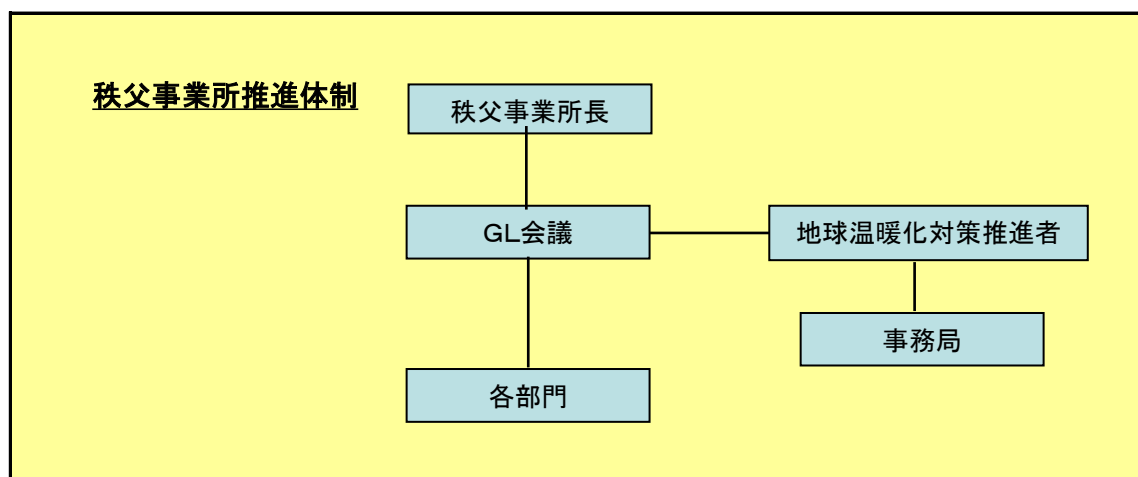 秩父事業所推進体制
秩父事業所長
GL会議
地球温暖化対策推進者
事務局
各部門